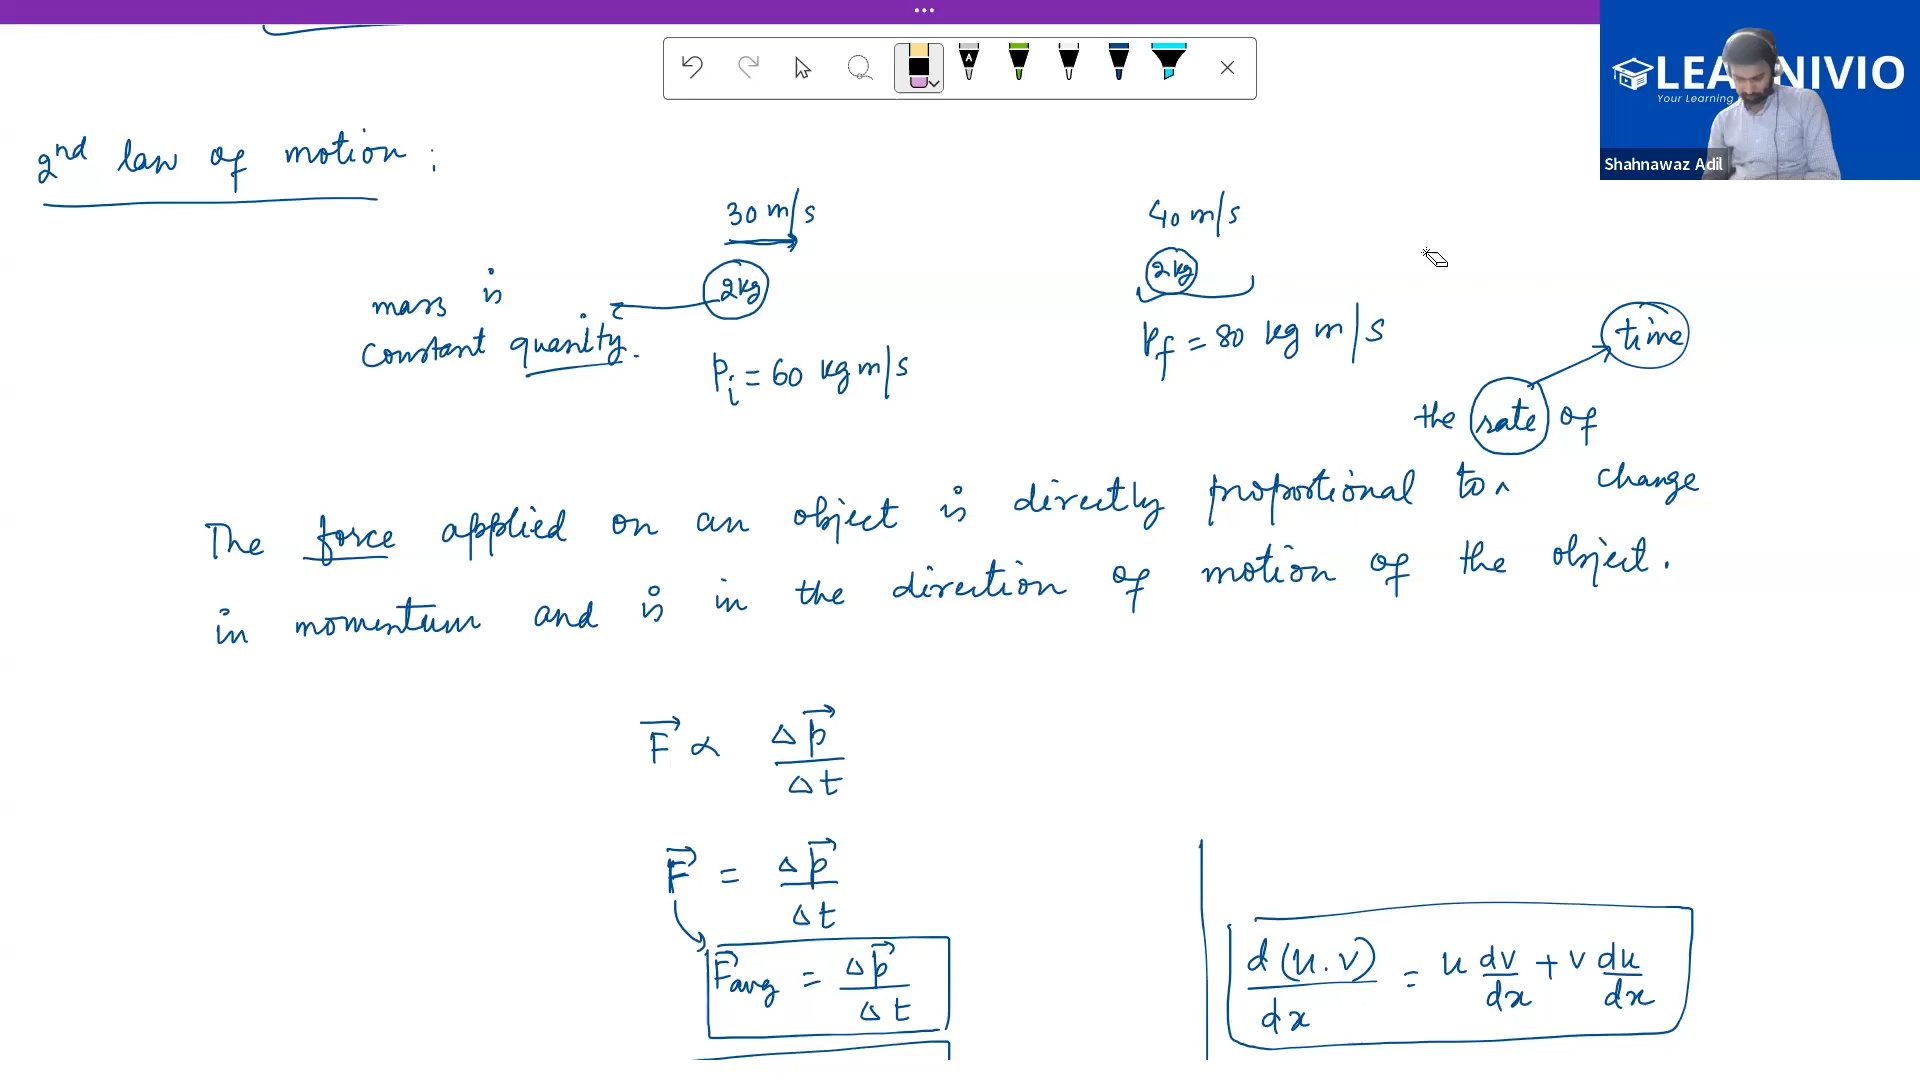 LEARNIVIO
Your Learning
Shahnawaz Adil
2nd law of motion :
30 m/s
40 m/s
2kg
2kg
mass is
constant quanity.
Pi = 60 kg m/s
Pf = 80 kg m/s
time
the rate of
The force applied on an object is directly proportional to ^ change
in momentum and is in the direction of motion of the object.
F⃗ ∝ Δp⃗/Δt
F⃗ = Δp⃗/Δt
F⃗avg = Δp⃗/Δt
d(u.v)/dx = u dv/dx + v du/dx